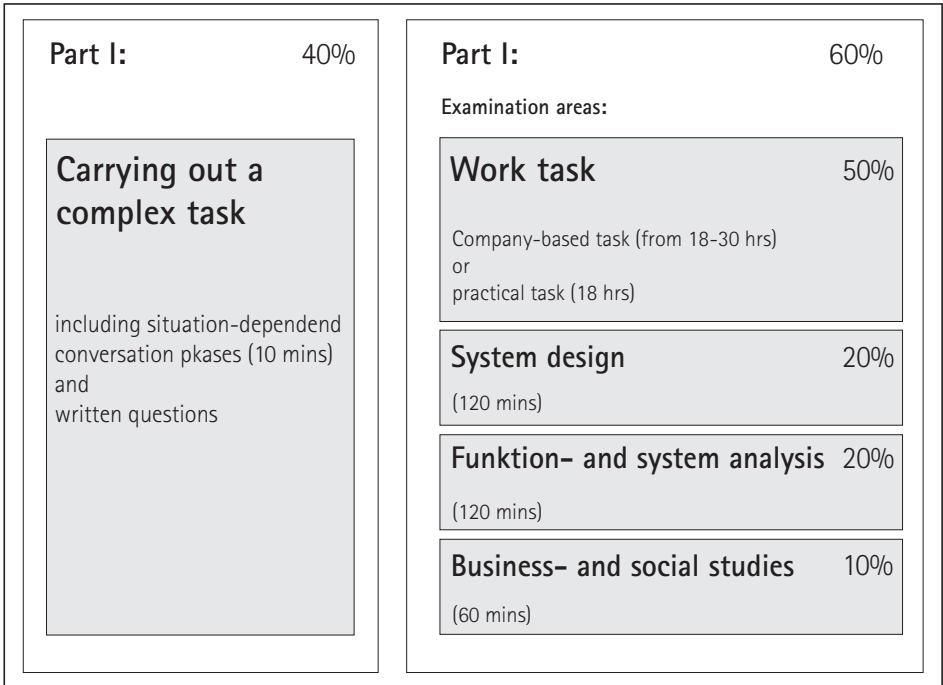 Part I: 40%
Carrying out a
complex task
including situation-dependend
conversation pkases (10 mins)
and
written questions
Part I: 60%
Examination areas:
Work task 50%
Company-based task (from 18-30 hrs)
or
practical task (18 hrs)
System design 20%
(120 mins)
Funktion- and system analysis 20%
(120 mins)
Business- and social studies 10%
(60 mins)